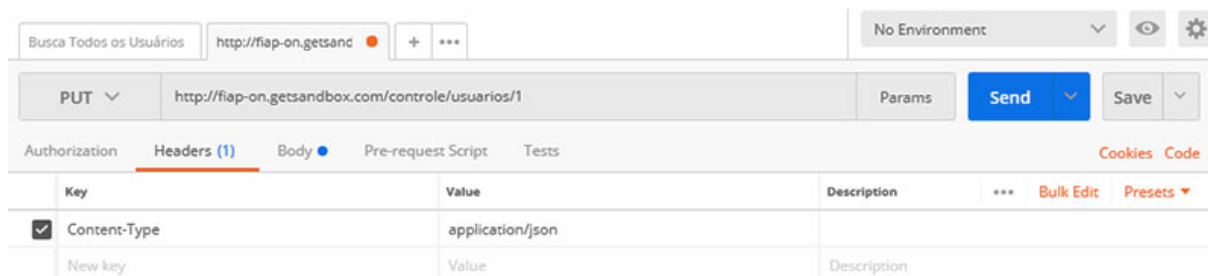 Busca Todos os Usuários http://fiap-on.getsand + ••• No Environment
PUT http://fiap-on.getsandbox.com/controle/usuarios/1 Params Send Save
Authorization Headers (1) Body Pre-request Script Tests Cookies Code
Key Value Description ••• Bulk Edit Presets
Content-Type application/json
New key Value Description